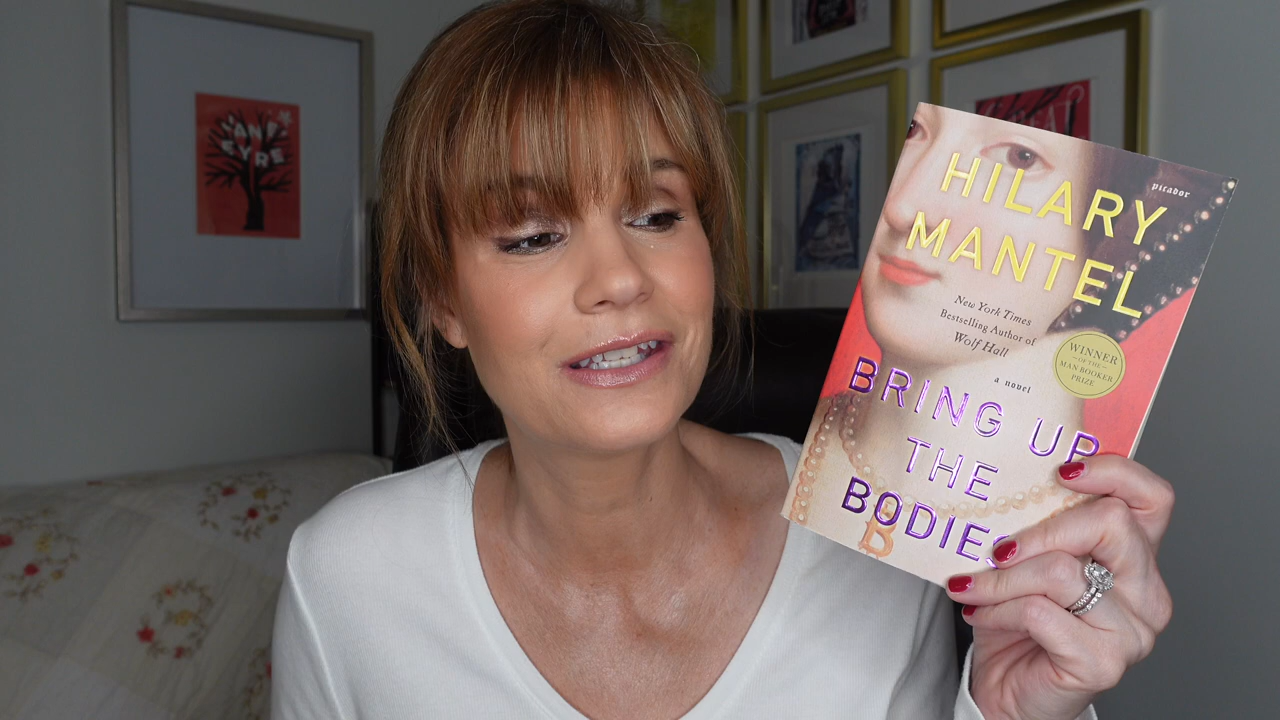 JANE
EYRE
HILARY
MANTEL
picador
New York Times
Bestselling Author of
Wolf Hall
WINNER
OF THE
MAN BOOKER
PRIZE
a novel
BRING UP
THE
BODIES
B